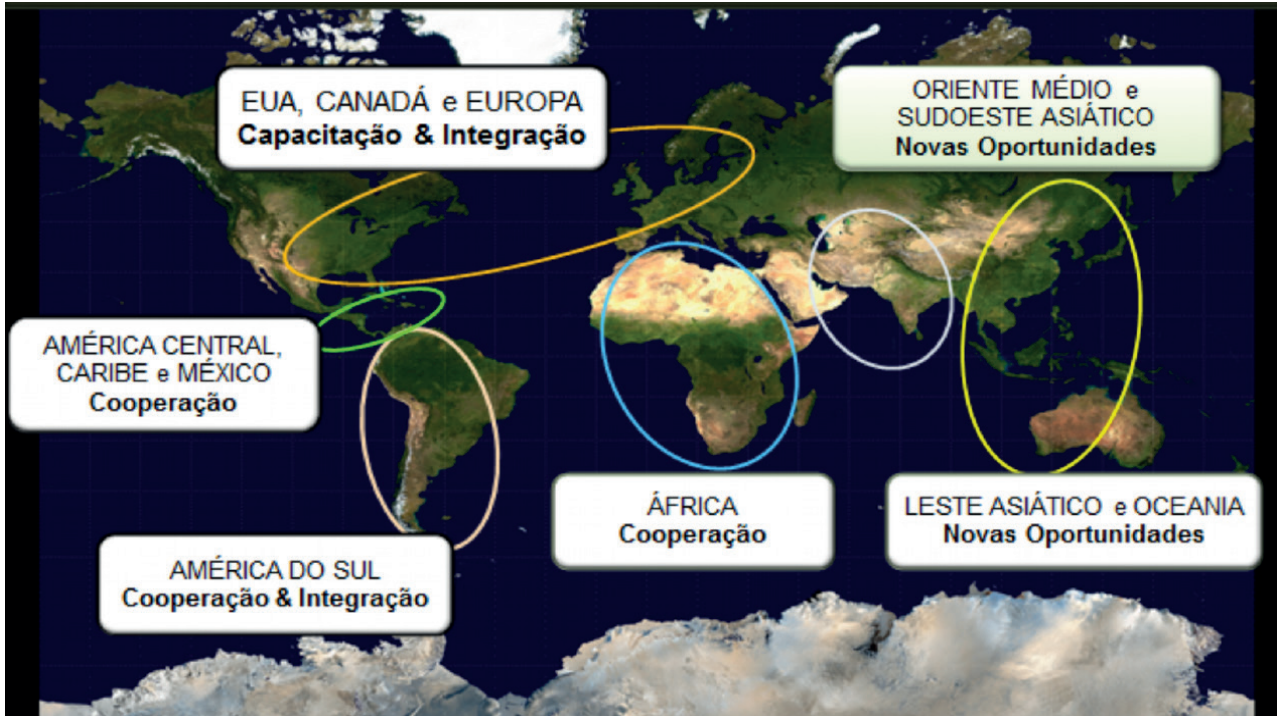 EUA, CANADÁ e EUROPA
Capacitação & Integração
ORIENTE MÉDIO e
SUDOESTE ASIÁTICO
Novas Oportunidades
AMÉRICA CENTRAL,
CARIBE e MÉXICO
Cooperação
ÁFRICA
Cooperação
LESTE ASIÁTICO e OCEANIA
Novas Oportunidades
AMÉRICA DO SUL
Cooperação & Integração